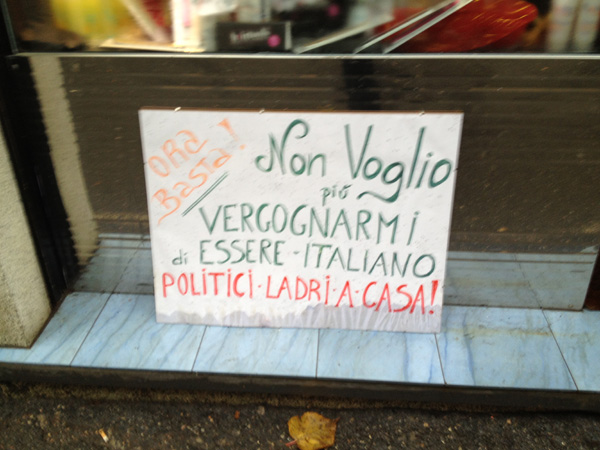 ORA
BASTA!
Non Voglio
più
VERGOGNARMI
di ESSERE-ITALIANO
POLITICI·LADRI·A·CASA!